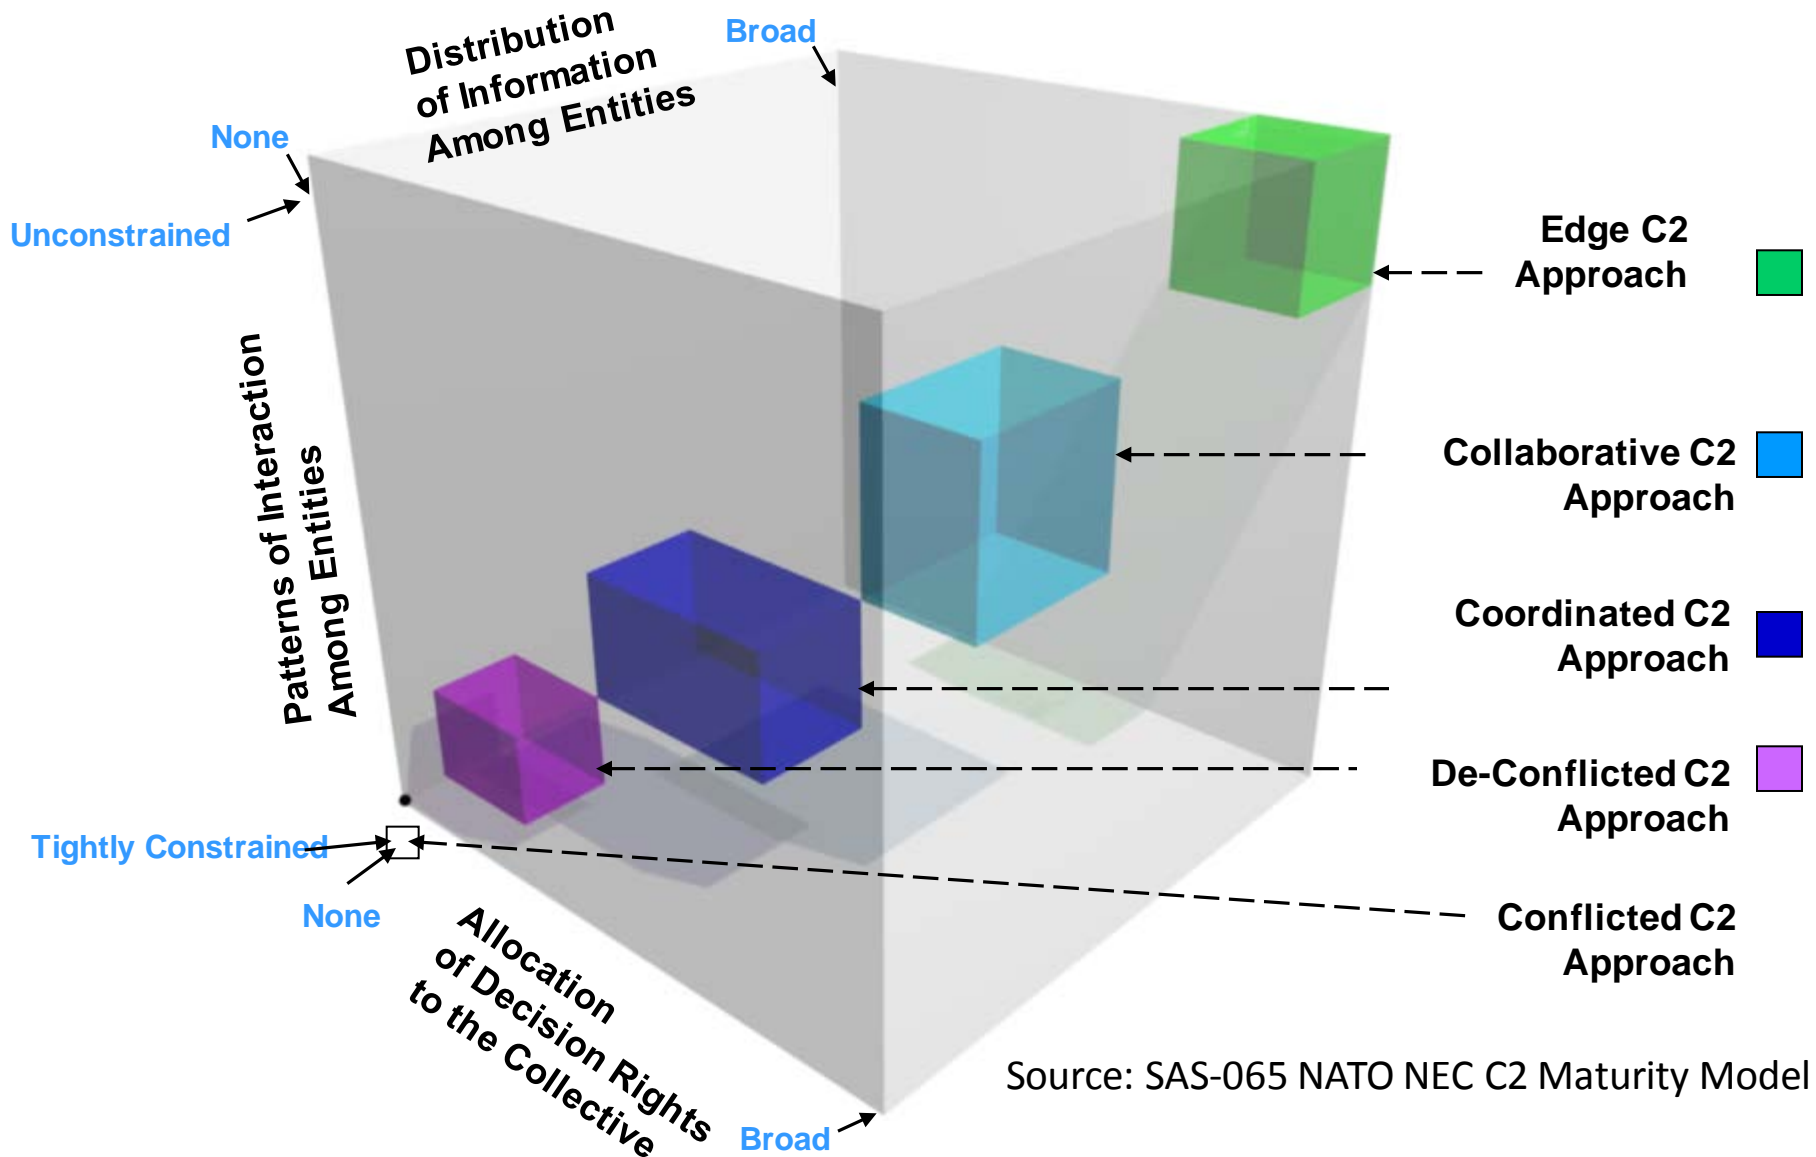 Distribution
of Information
Among Entities
Broad
None
Unconstrained
Patterns of Interaction
Among Entities
Edge C2
Approach
Collaborative C2
Approach
Coordinated C2
Approach
De-Conflicted C2
Approach
Tightly Constrained
None
Conflicted C2
Approach
Allocation
of Decision Rights
to the Collective
Broad
Source: SAS-065 NATO NEC C2 Maturity Model